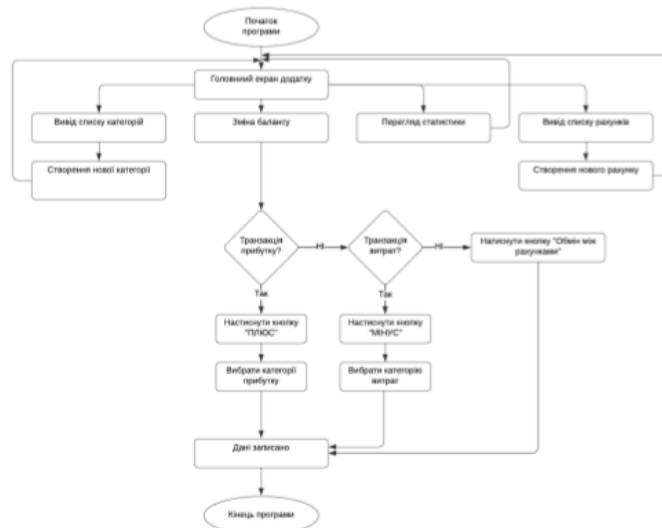 Початок
програми
Головний екран додатку
Вивід списку категорій
Зміна балансу
Перегляд статистики
Вивід списку рахунків
Створення нової категорії
Створення нового рахунку
Транзакція
прибутку?
НІ
Транзакція
витрат?
НІ
Натиснути кнопку "Обмін між
рахунками"
Так
Так
Настиснути кнопку
"ПЛЮС"
Настиснути кнопку
"МІНУС"
Вибрати категорії
прибутку
Вибрати категорію
витрат
Дані записано
Кінець програми